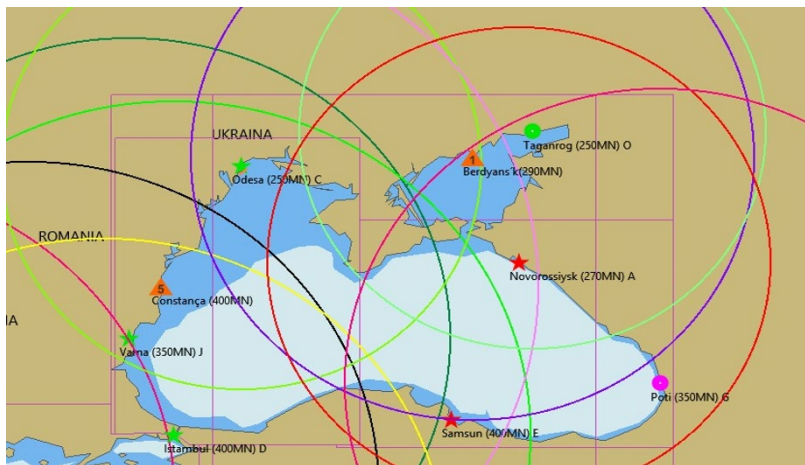 UKRAINA
Taganrog (250MN) O
1
Berdyans´k(290MN)
Odesa (250MN) C
ROMANIA
Novorossiysk (270MN) A
5
Constança (400MN)
IA
Varna (350MN) J
Poti (350MN) G
Samsun (400MN) E
Istambul (400MN) D